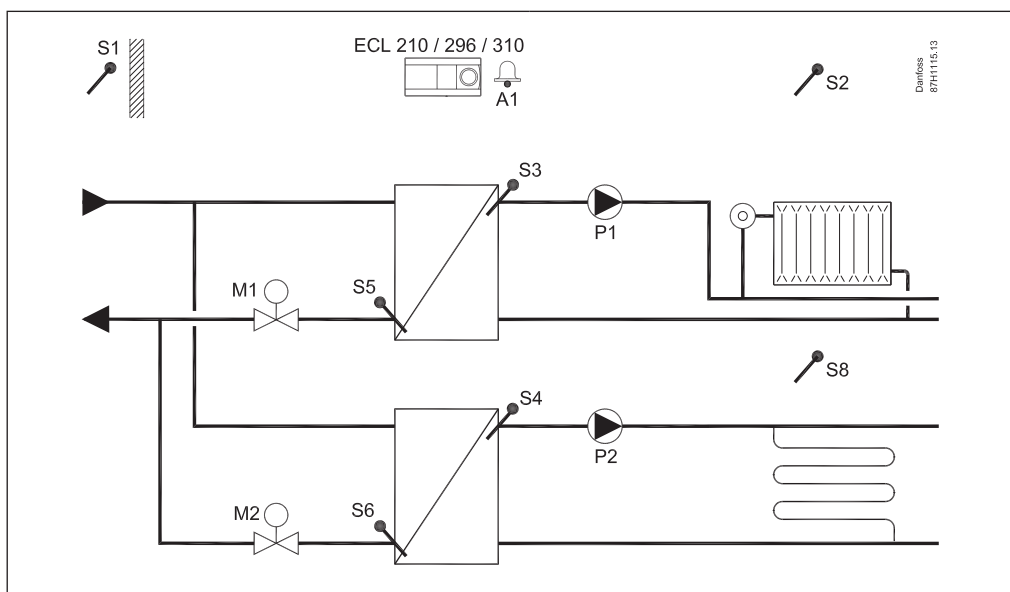 S1
ECL 210 / 296 / 310
A1
S2
Danfoss
87H1115.13
S3
P1
M1
S5
S8
S4
P2
M2
S6